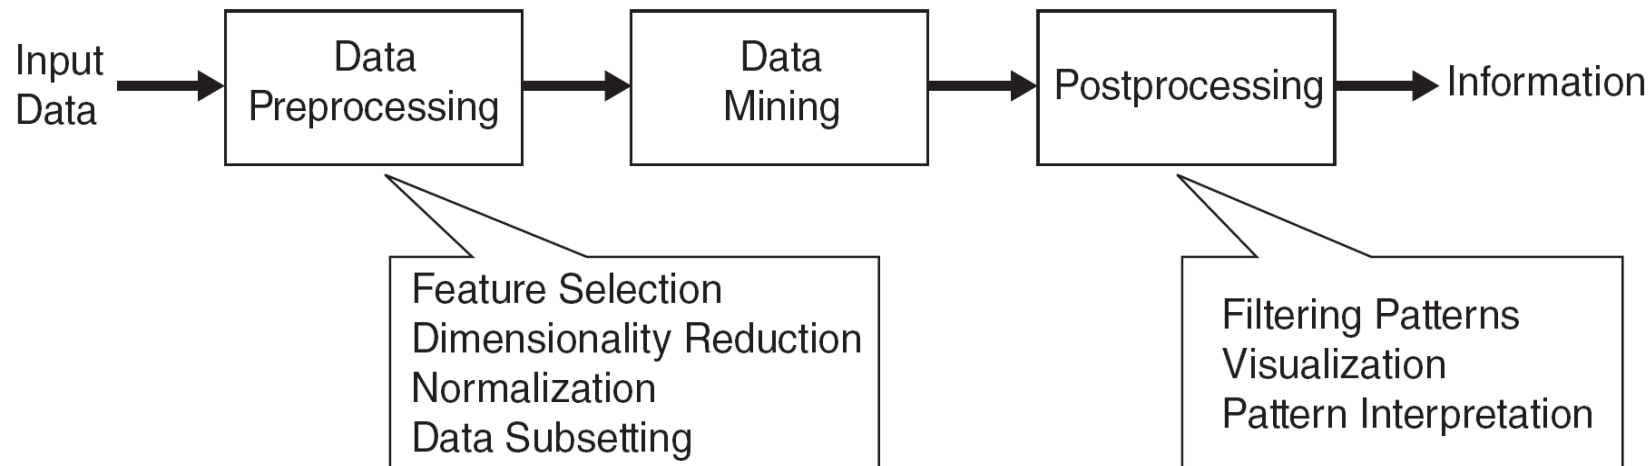 Input
Data
Data
Preprocessing
Data
Mining
Postprocessing
Information
Feature Selection
Dimensionality Reduction
Normalization
Data Subsetting
Filtering Patterns
Visualization
Pattern Interpretation